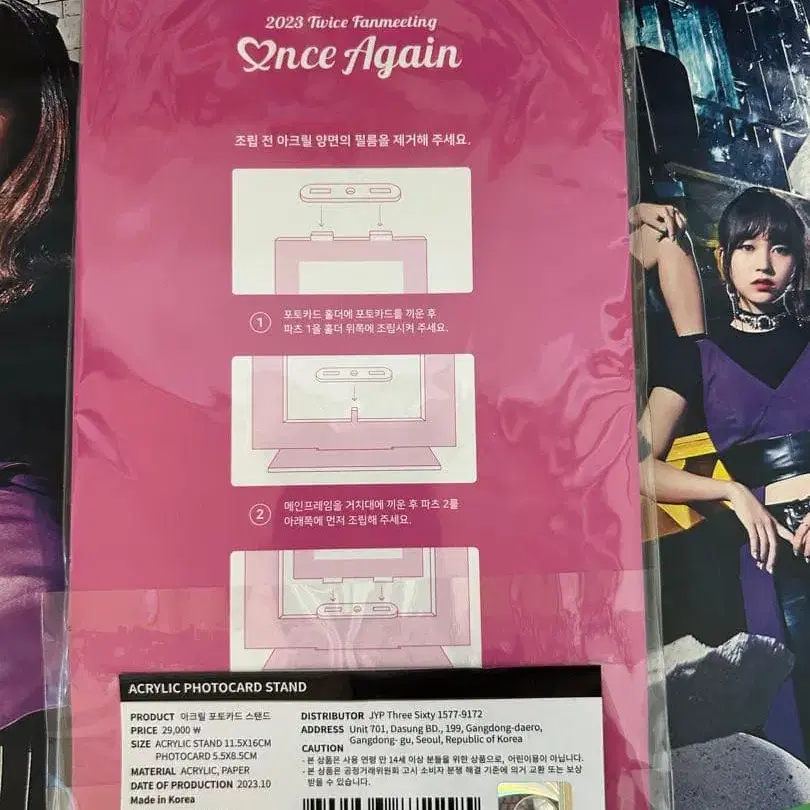 2023 Twice Fanmeeting
Once Again
조립 전 아크릴 양면의 필름을 제거해 주세요.
1 포토카드 홀더에 포토카드를 끼운 후
파츠 1을 홀더 위쪽에 조립시켜 주세요.
2 메인프레임을 거치대에 끼운 후 파츠 2를
아래쪽에 먼저 조립해 주세요.
ACRYLIC PHOTOCARD STAND
PRODUCT 아크릴 포토카드 스탠드
PRICE 29,000 ₩
SIZE ACRYLIC STAND 11.5X16CM
PHOTOCARD 5.5X8.5CM
MATERIAL ACRYLIC, PAPER
DATE OF PRODUCTION 2023.10
Made in Korea
DISTRIBUTOR JYP Three Sixty 1577-9172
ADDRESS Unit 701, Dasung BD., 199, Gangdong-daero,
Gangdong- gu, Seoul, Republic of Korea
CAUTION
- 본 상품은 사용 연령 만 14세 이상 분들을 위한 상품으로, 어린이용이 아닙니다.
- 본 상품은 공정거래위원회 고시 소비자 분쟁 해결 기준에 의거 교환 또는 보상
받을 수 있습니다.